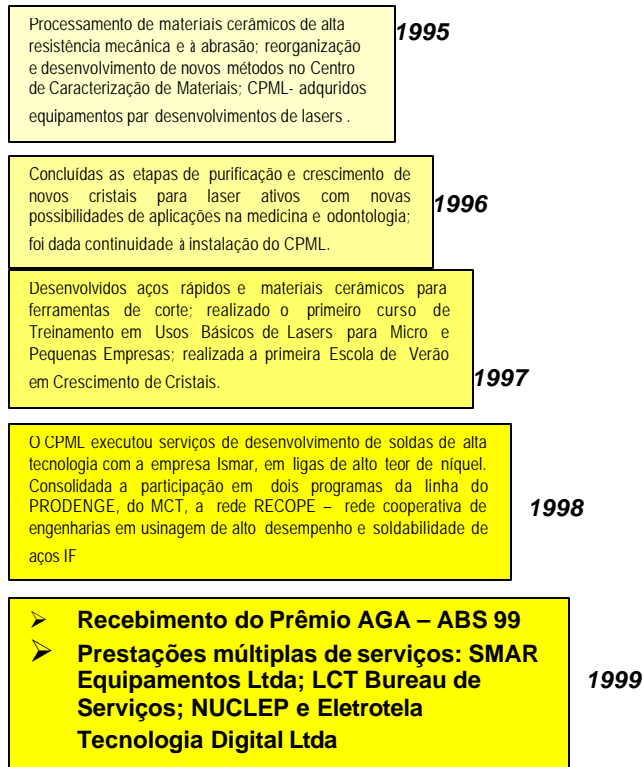 Processamento de materiais cerâmicos de alta
resistência mecânica e à abrasão; reorganização
e desenvolvimento de novos métodos no Centro
de Caracterização de Materiais; CPML- adquridos
equipamentos par desenvolvimentos de lasers .
1995
Concluídas as etapas de purificação e crescimento de
novos cristais para laser ativos com novas
possibilidades de aplicações na medicina e odontologia;
foi dada continuidade à instalação do CPML.
1996
Desenvolvidos aços rápidos e materiais cerâmicos para
ferramentas de corte; realizado o primeiro curso de
Treinamento em Usos Básicos de Lasers para Micro e
Pequenas Empresas; realizada a primeira Escola de Verão
em Crescimento de Cristais.
1997
O CPML executou serviços de desenvolvimento de soldas de alta
tecnologia com a empresa Ismar, em ligas de alto teor de níquel.
Consolidada a participação em dois programas da linha do
PRODENGE, do MCT, a rede RECOPE – rede cooperativa de
engenharias em usinagem de alto desempenho e soldabilidade de
aços IF
1998
➢ Recebimento do Prêmio AGA – ABS 99
➢ Prestações múltiplas de serviços: SMAR
Equipamentos Ltda; LCT Bureau de
Serviços; NUCLEP e Eletrotela
Tecnologia Digital Ltda
1999